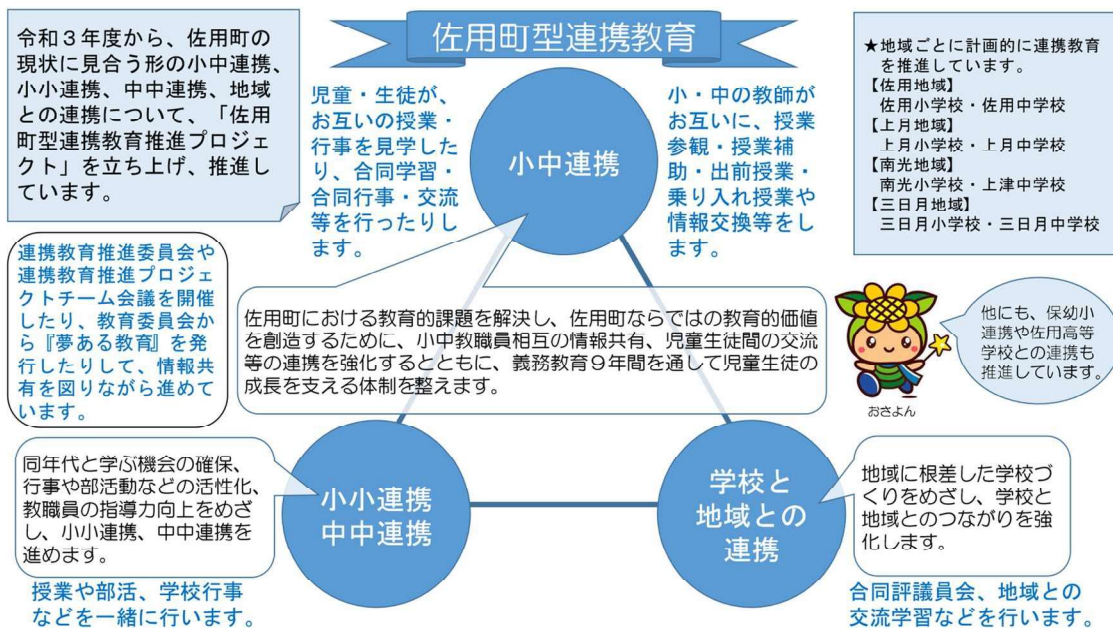 佐用町型連携教育
令和３年度から、佐用町の
現状に見合う形の小中連携、
小小連携、中中連携、地域
との連携について、「佐用
町型連携教育推進プロジェ
クト」を立ち上げ、推進し
ています。
児童・生徒が、
お互いの授業・
行事を見学した
り、合同学習・
合同行事・交流
等を行ったりし
ます。
小中連携
小・中の教師が
お互いに、授業
参観・授業補
助・出前授業・
乗り入れ授業や
情報交換等をし
ます。
★地域ごとに計画的に連携教育
を推進しています。
【佐用地域】
佐用小学校・佐用中学校
【上月地域】
上月小学校・上月中学校
【南光地域】
南光小学校・上津中学校
【三日月地域】
三日月小学校・三日月中学校
連携教育推進委員会や
連携教育推進プロジェ
クトチーム会議を開催
したり、教育委員会か
ら『夢ある教育』を発
行したりして、情報共
有を図りながら進めて
います。
佐用町における教育的課題を解決し、佐用町ならではの教育的価値
を創造するために、小中教職員相互の情報共有、児童生徒間の交流
等の連携を強化するとともに、義務教育９年間を通して児童生徒の
成長を支える体制を整えます。
おさよん
他にも、保幼小
連携や佐用高等
学校との連携も
推進しています。
同年代と学ぶ機会の確保、
行事や部活動などの活性化、
教職員の指導力向上をめざ
し、小小連携、中中連携を
進めます。
授業や部活、学校行事
などを一緒に行います。
小小連携
中中連携
学校と
地域との
連携
地域に根差した学校づ
くりをめざし、学校と
地域とのつながりを強
化します。
合同評議員会、地域との
交流学習などを行います。